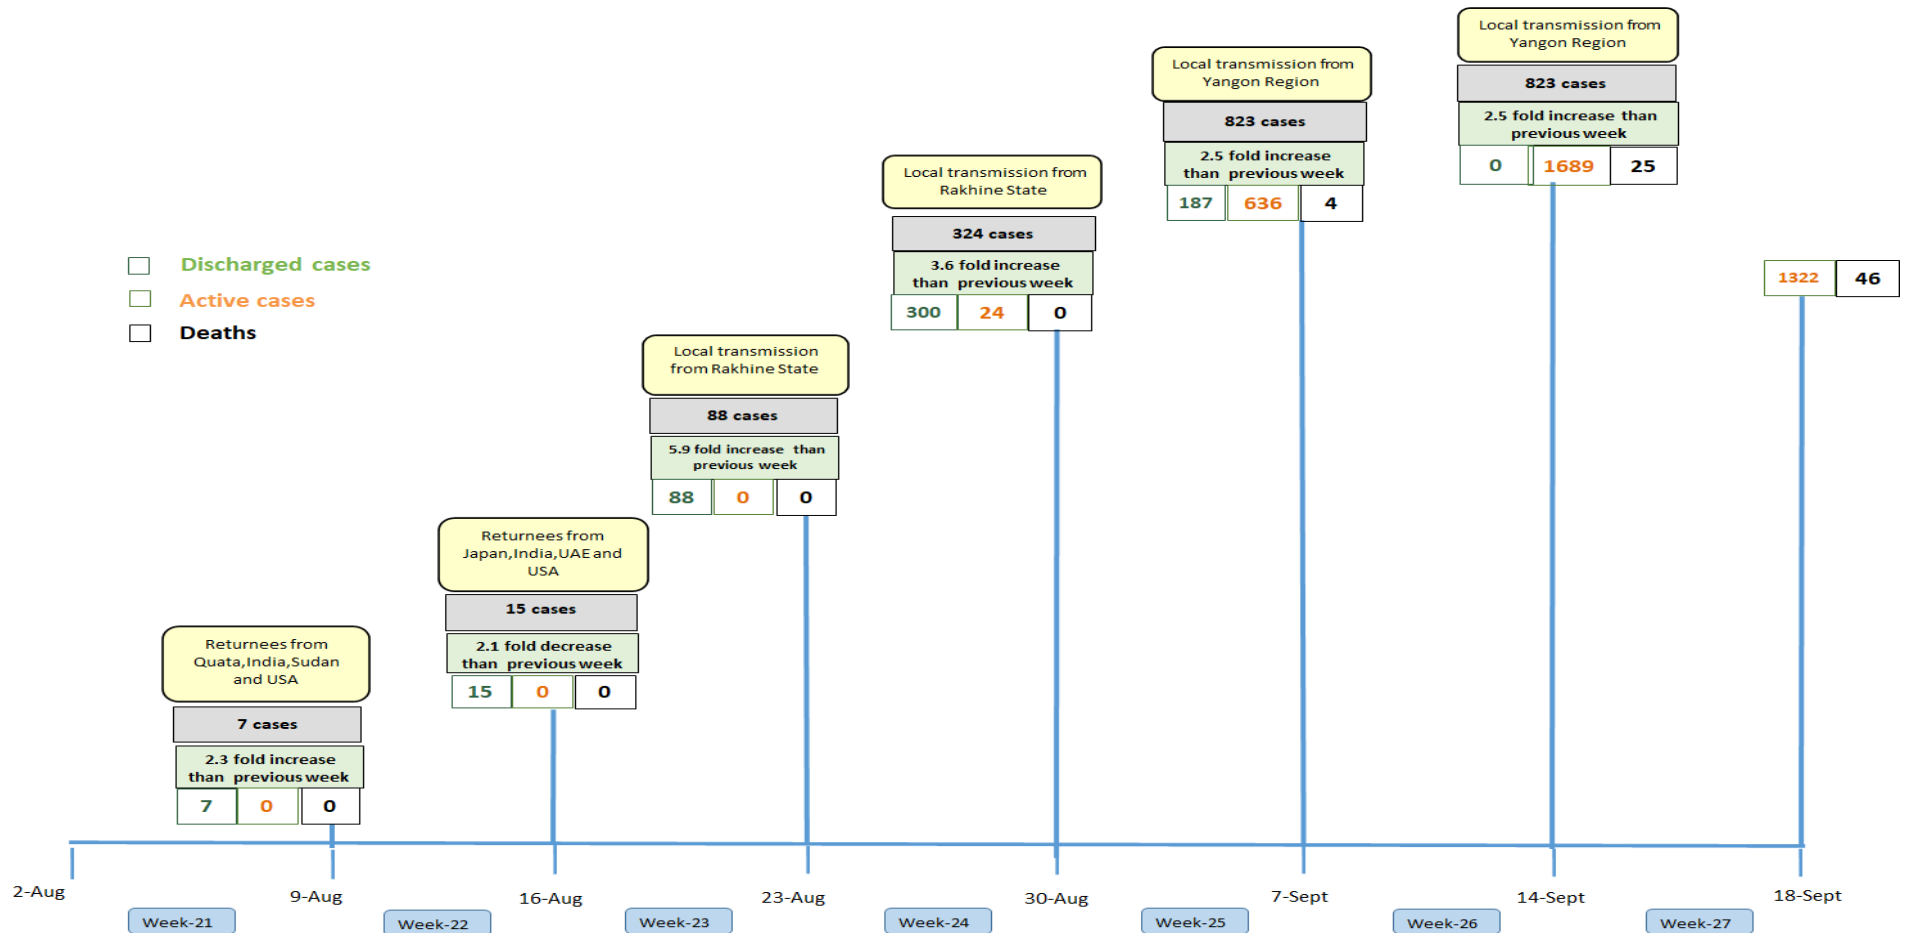 Discharged cases
Active cases
Deaths
Returnees from
Quata,India,Sudan
and USA
7 cases
2.3 fold increase
than previous week
7
0
0
Returnees from
Japan,India,UAE and
USA
15 cases
2.1 fold decrease
than previous week
15
0
0
Local transmission
from Rakhine State
88 cases
5.9 fold increase than
previous week
88
0
0
Local transmission from
Rakhine State
324 cases
3.6 fold increase
than previous week
300
24
0
Local transmission from
Yangon Region
823 cases
2.5 fold increase
than previous week
187
636
4
Local transmission from
Yangon Region
823 cases
2.5 fold increase than
previous week
0
1689
25
1322
46
2-Aug
9-Aug
16-Aug
23-Aug
30-Aug
7-Sept
14-Sept
18-Sept
Week-21
Week-22
Week-23
Week-24
Week-25
Week-26
Week-27